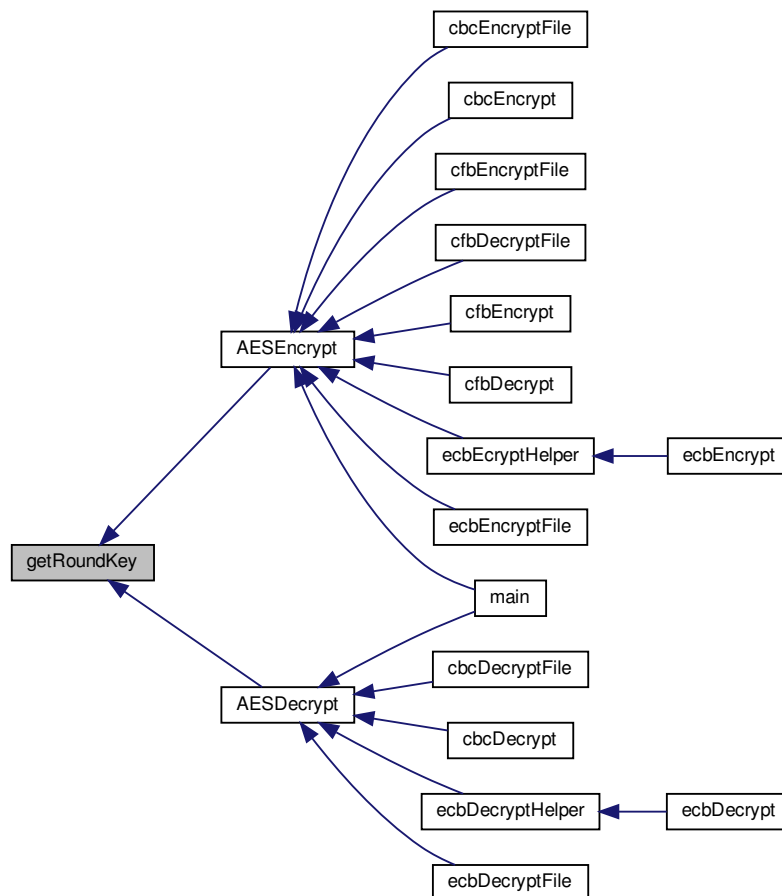 cbcEncryptFile
cbcEncrypt
cfbEncryptFile
cfbDecryptFile
cfbEncrypt
AESEncrypt
cfbDecrypt
ecbEcryptHelper
ecbEncrypt
ecbEncryptFile
getRoundKey
main
cbcDecryptFile
AESDecrypt
cbcDecrypt
ecbDecryptHelper
ecbDecrypt
ecbDecryptFile